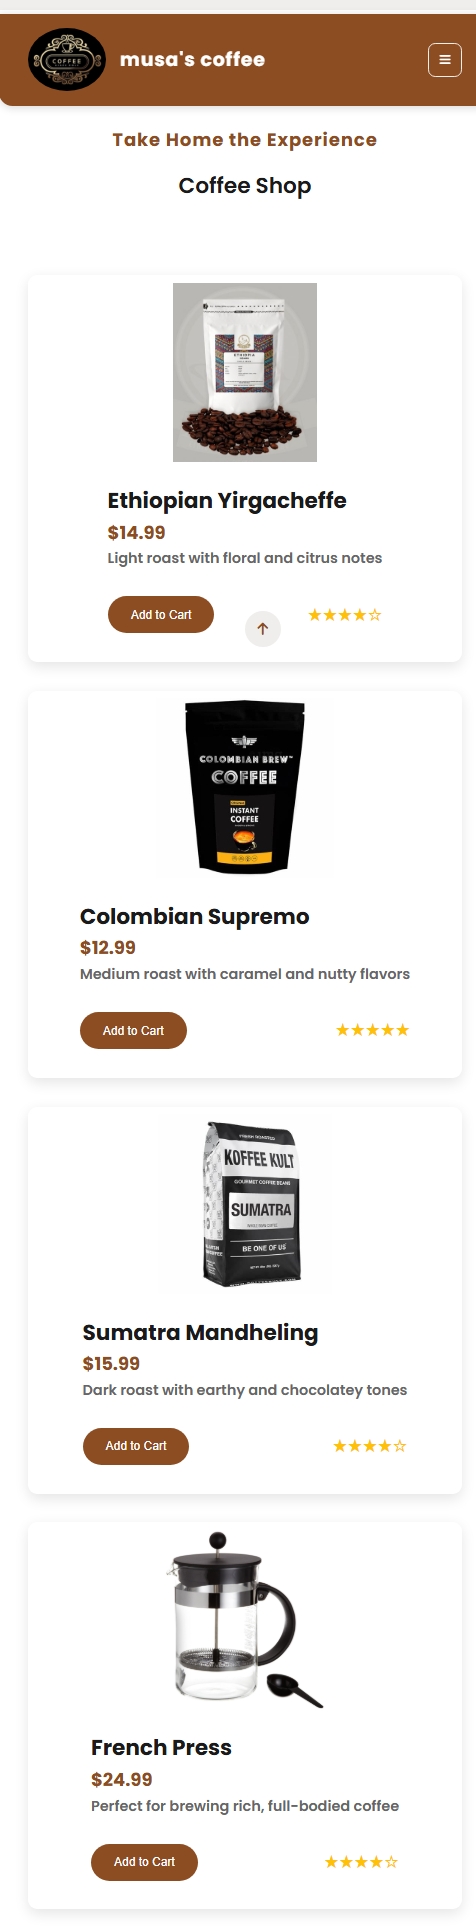 COFFEE
musa's coffee
Take Home the Experience
Coffee Shop
ETHIOPIA
Ethiopian Yirgacheffe
$14.99
Light roast with floral and citrus notes
Add to Cart
★★★★☆
COLOMBIAN BREW
COFFEE
INSTANT
COFFEE
Colombian Supremo
$12.99
Medium roast with caramel and nutty flavors
Add to Cart
★★★★★
FRESH ROASTED
KOFFEE KULT
GOURMET COFFEE BEANS
SUMATRA
BE ONE OF US
Sumatra Mandheling
$15.99
Dark roast with earthy and chocolatey tones
Add to Cart
★★★★☆
French Press
$24.99
Perfect for brewing rich, full-bodied coffee
Add to Cart
★★★★☆